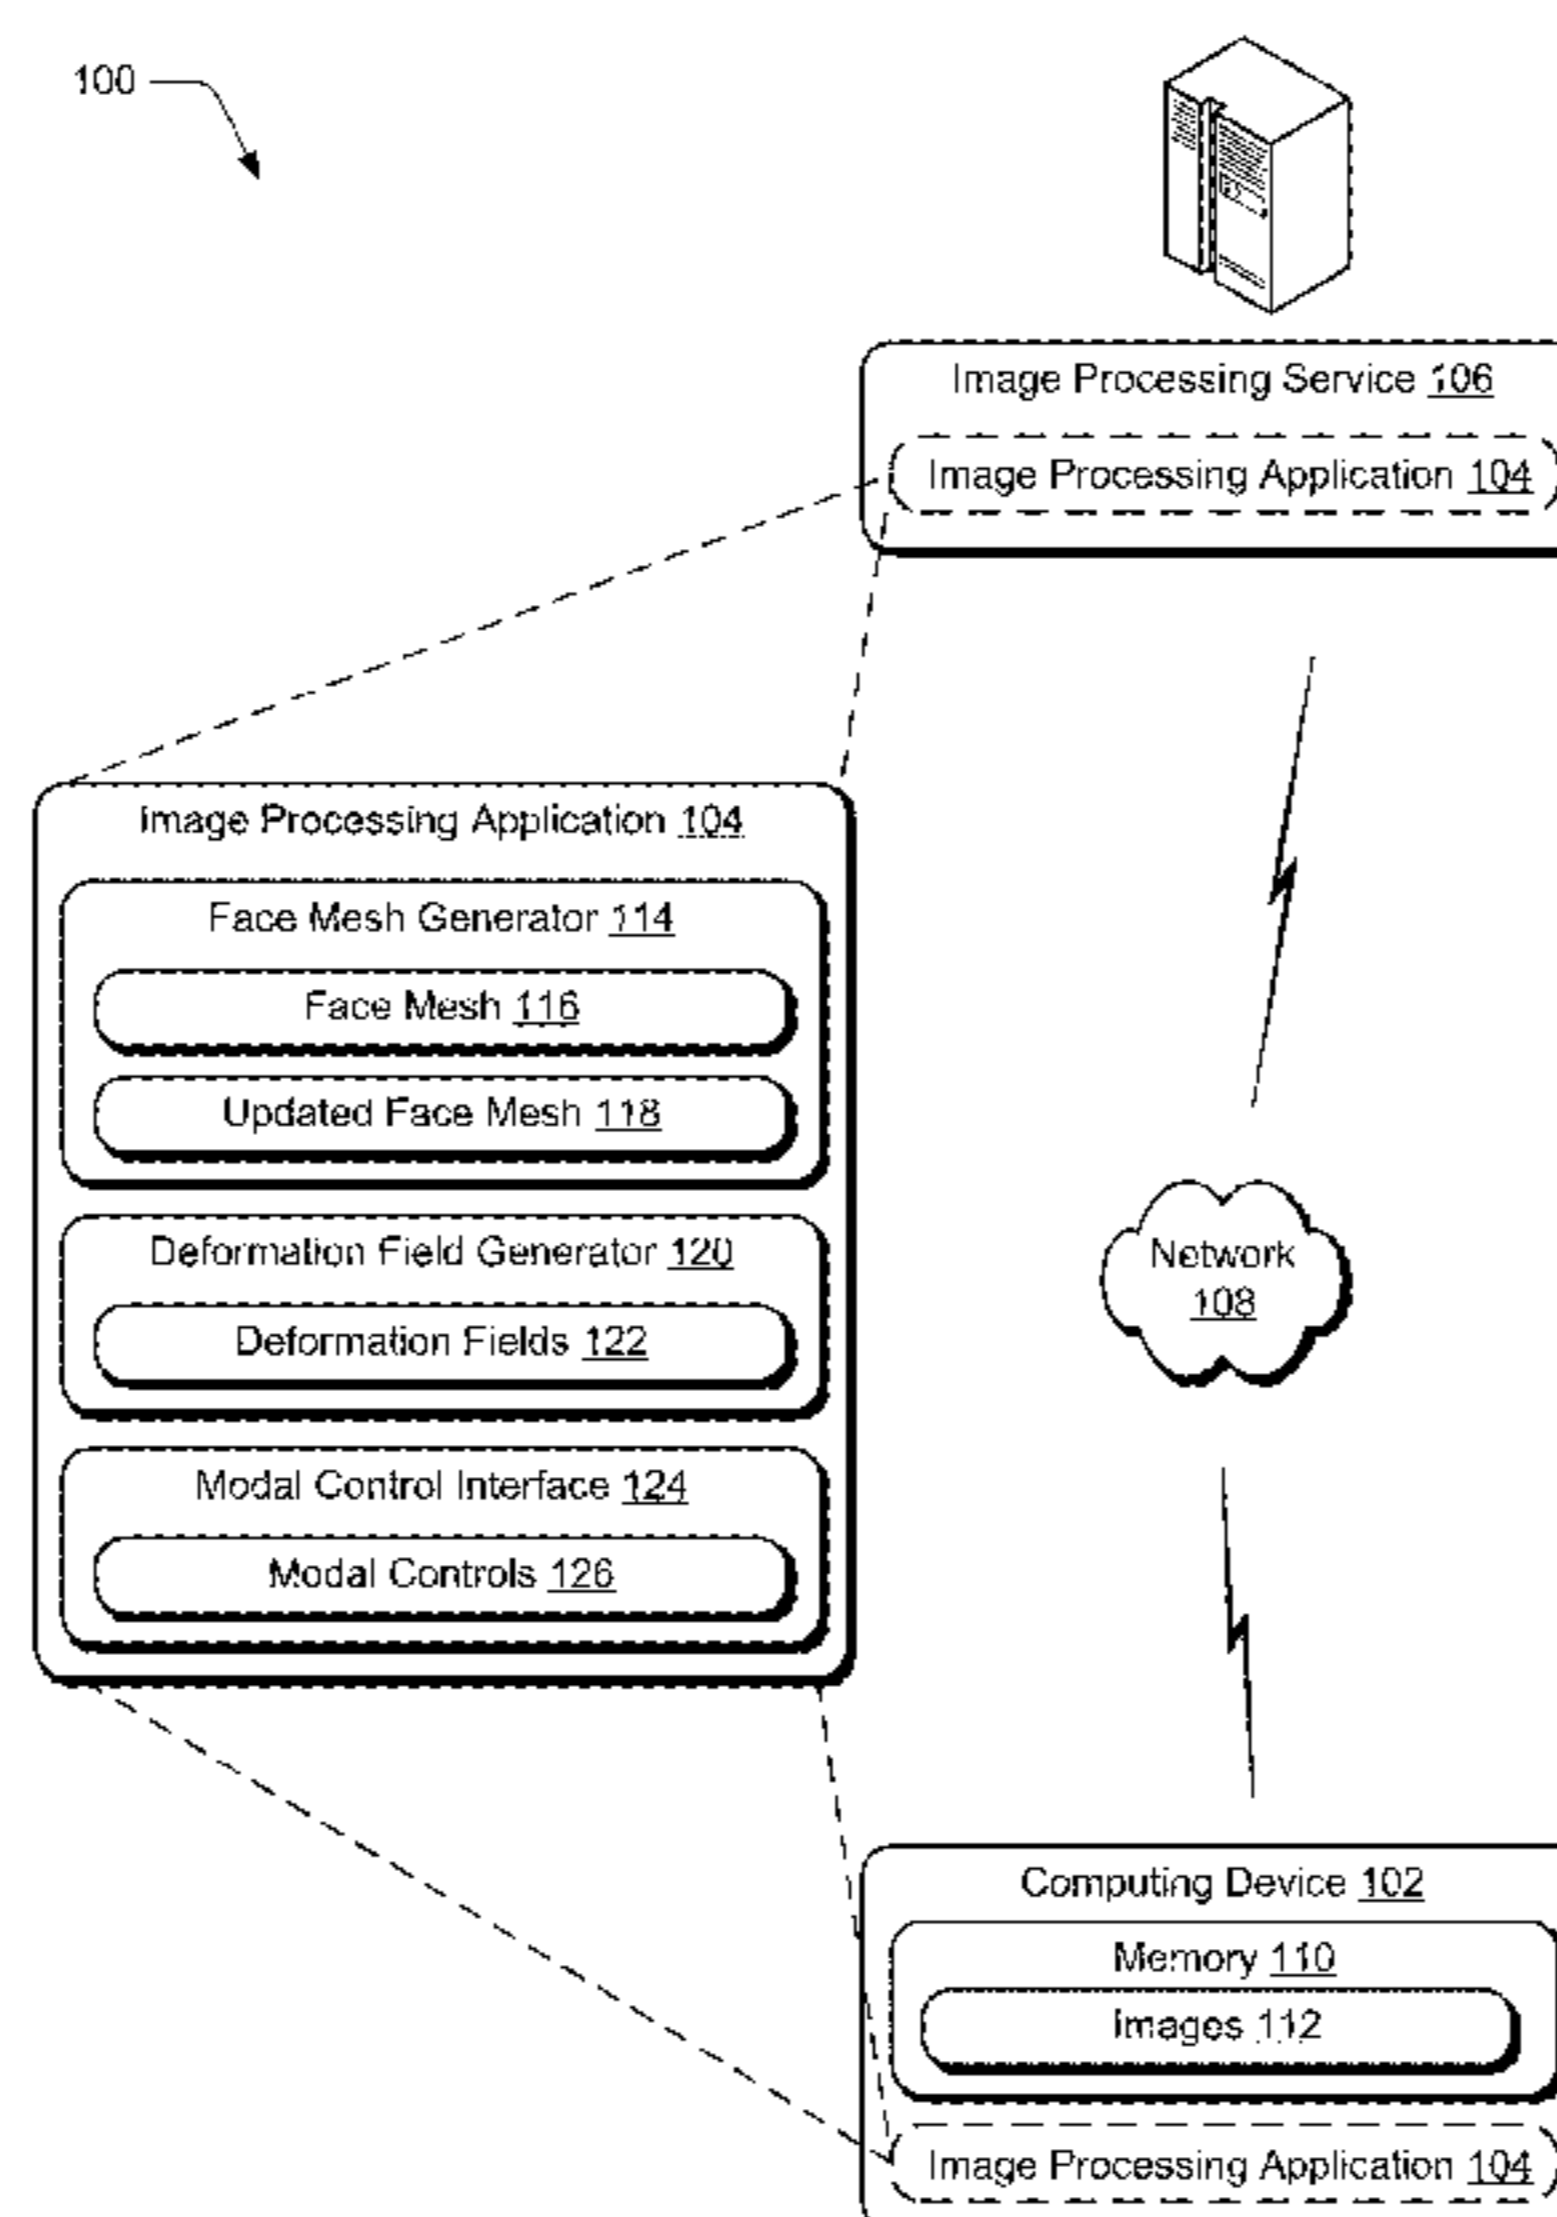 100
Image Processing Service 106
Image Processing Application 104
Image Processing Application 104
Face Mesh Generator 114
Face Mesh 116
Updated Face Mesh 118
Deformation Field Generator 120
Deformation Fields 122
Modal Control Interface 124
Modal Controls 126
Network
108
Computing Device 102
Memory 110
Images 112
Image Processing Application 104